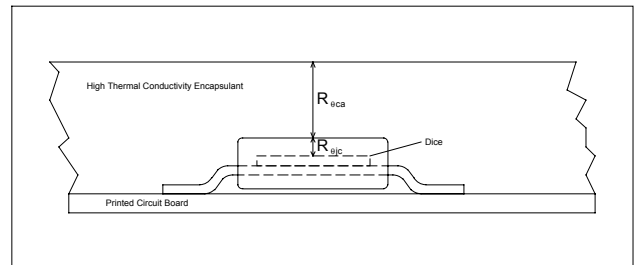 High Thermal Conductivity Encapsulant
Rθca
Rθjc
Dice
Printed Circuit Board